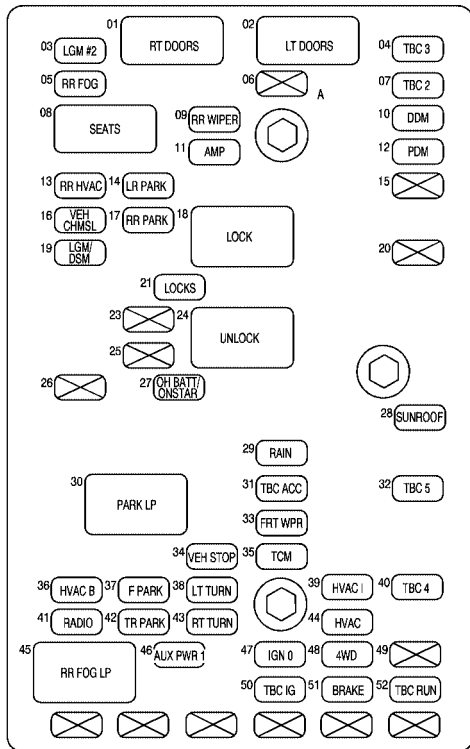 01 RT DOORS
02 LT DOORS
03 LGM #2
04 TBC 3
05 RR FOG
06
A
07 TBC 2
08 SEATS
09 RR WIPER
10 DDM
11 AMP
12 PDM
13 RR HVAC
14 LR PARK
15
16 VEH
CHMSL
17 RR PARK
18 LOCK
19 LGM/
DSM
20
21 LOCKS
23
24 UNLOCK
25
26
27 OH BATT/
ONSTAR
28 SUNROOF
29 RAIN
30 PARK LP
31 TBC ACC
32 TBC 5
33 FRT WPR
34 VEH STOP
35 TCM
36 HVAC B
37 F PARK
38 LT TURN
39 HVAC I
40 TBC 4
41 RADIO
42 TR PARK
43 RT TURN
44 HVAC
45 RR FOG LP
46 AUX PWR 1
47 IGN 0
48 4WD
49
50 TBC IG
51 BRAKE
52 TBC RUN